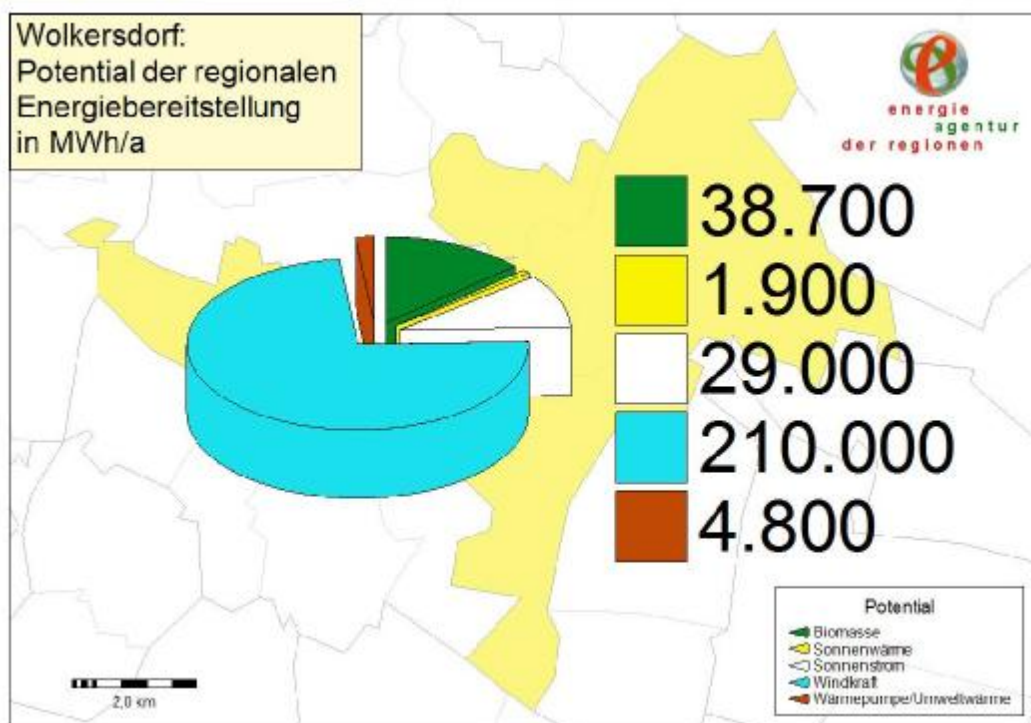 Wolkersdorf:
Potential der regionalen
Energiebereitstellung
in MWh/a
energie
agentur
der regionen
38.700
1.900
29.000
210.000
4.800
Potential
Biomasse
Sonnenwärme
Sonnenstrom
Windkraft
Wärmepumpe/Umweltwärme
2,0 km